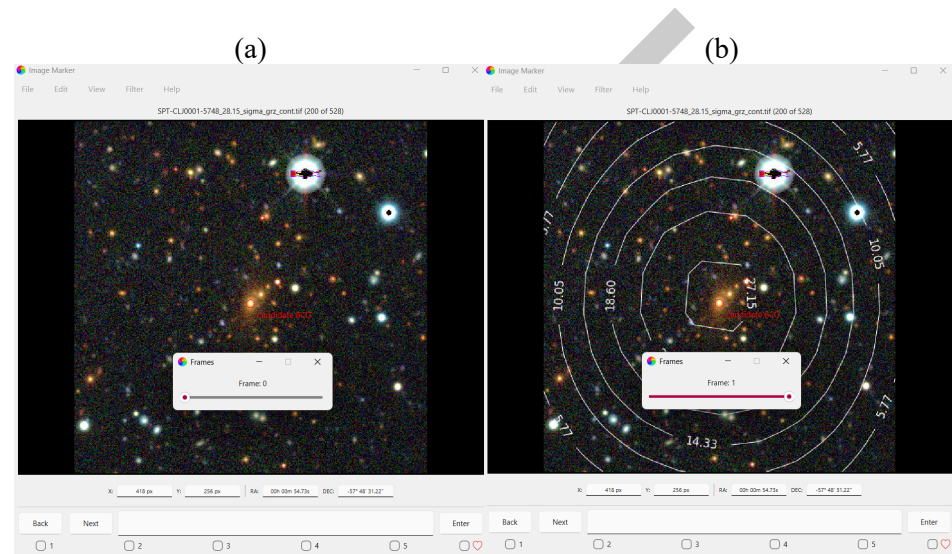 (a)
Image Marker
File Edit View Filter Help
SPT-CLJ0001-5748_28.15_sigma_grz_cont.tif (200 of 528)
Candidate BCG
Frames
Frame: 0
X: 418 px Y: 256 px RA: 00h 00m 54.73s DEC: -57° 48' 31.22"
Back Next Enter
1 2 3 4 5
(b)
Image Marker
File Edit View Filter Help
SPT-CLJ0001-5748_28.15_sigma_grz_cont.tif (200 of 528)
5.77
5.77
10.05
10.05
18.60
27.15
Candidate BCG
Frames
Frame: 1
5.77
5.77
14.33
X: 418 px Y: 256 px RA: 00h 00m 54.73s DEC: -57° 48' 31.22"
Back Next Enter
1 2 3 4 5